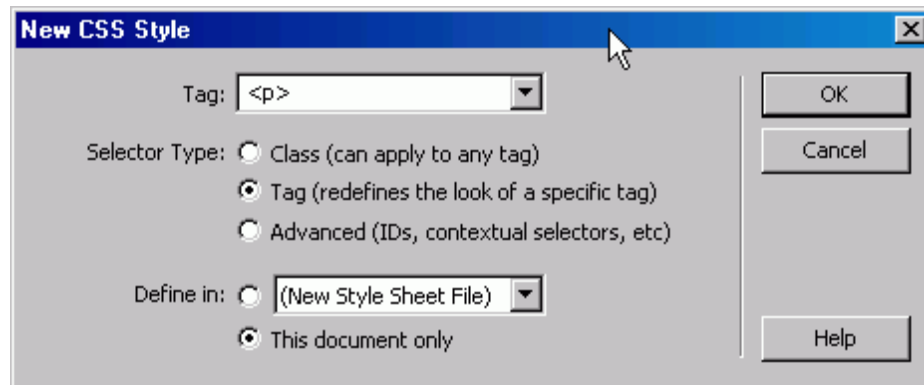 New CSS Style
Tag: <p>
OK
Selector Type: Class (can apply to any tag)
Cancel
Tag (redefines the look of a specific tag)
Advanced (IDs, contextual selectors, etc)
Define in: (New Style Sheet File)
This document only
Help